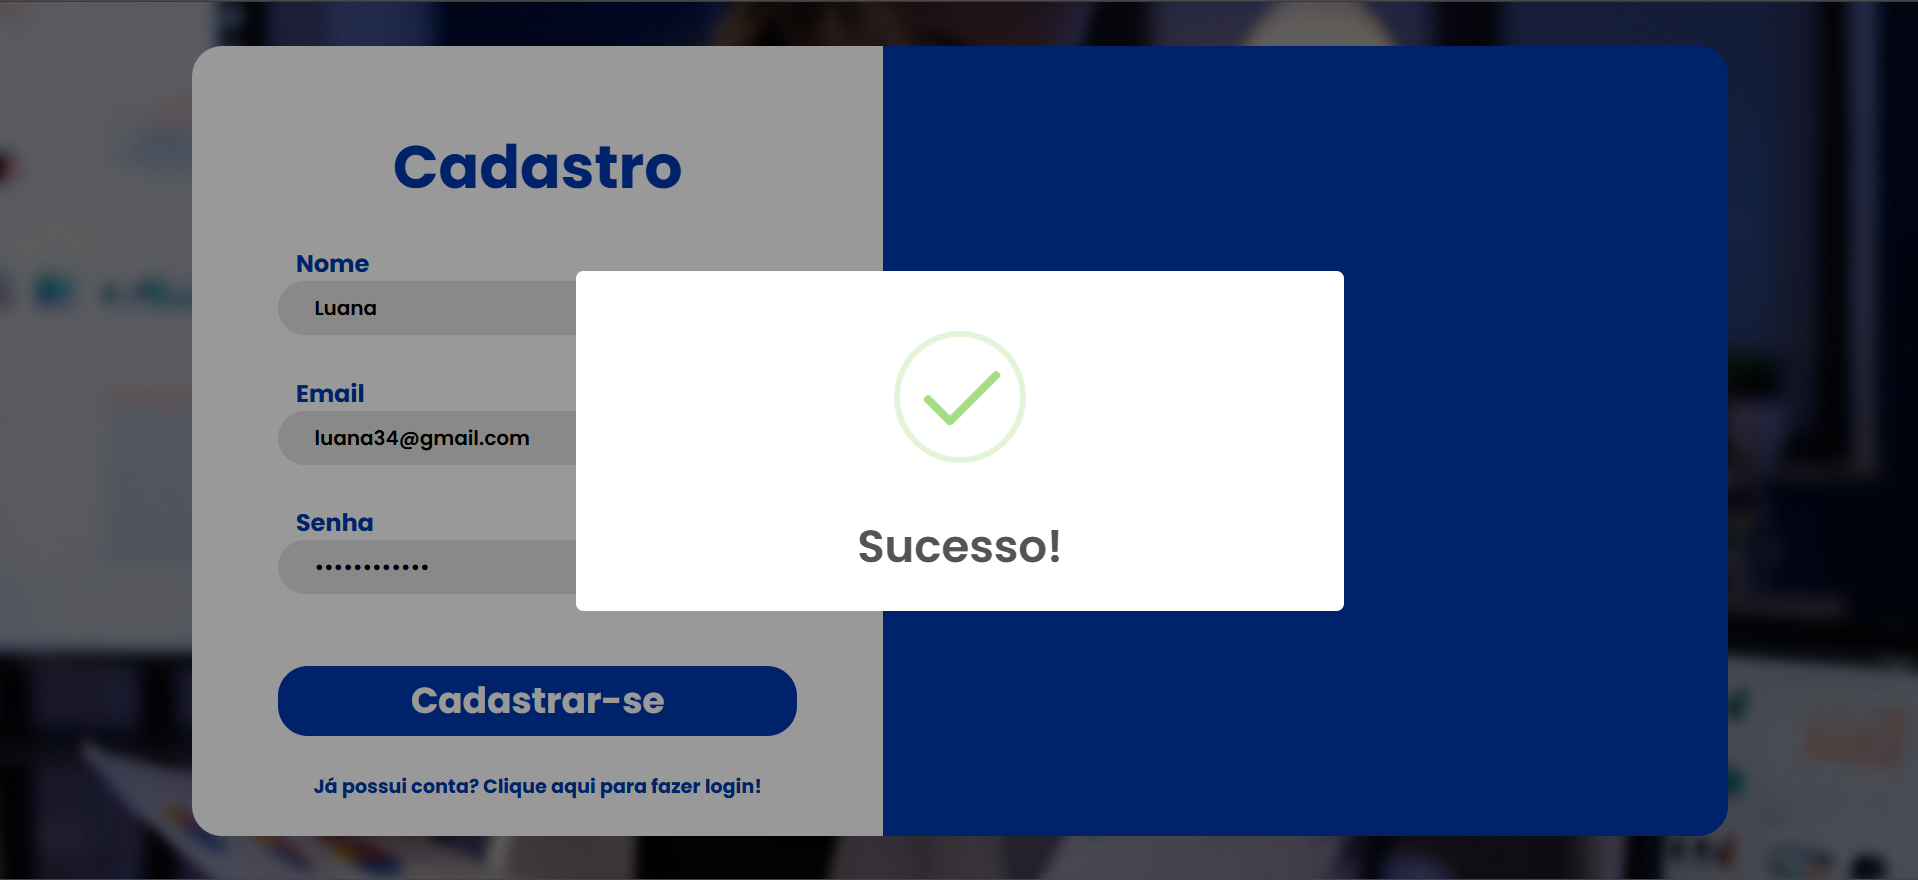 Cadastro
Nome
Luana
Email
luana34@gmail.com
Senha
••••••••••••
Sucesso!
Cadastrar-se
Já possui conta? Clique aqui para fazer login!